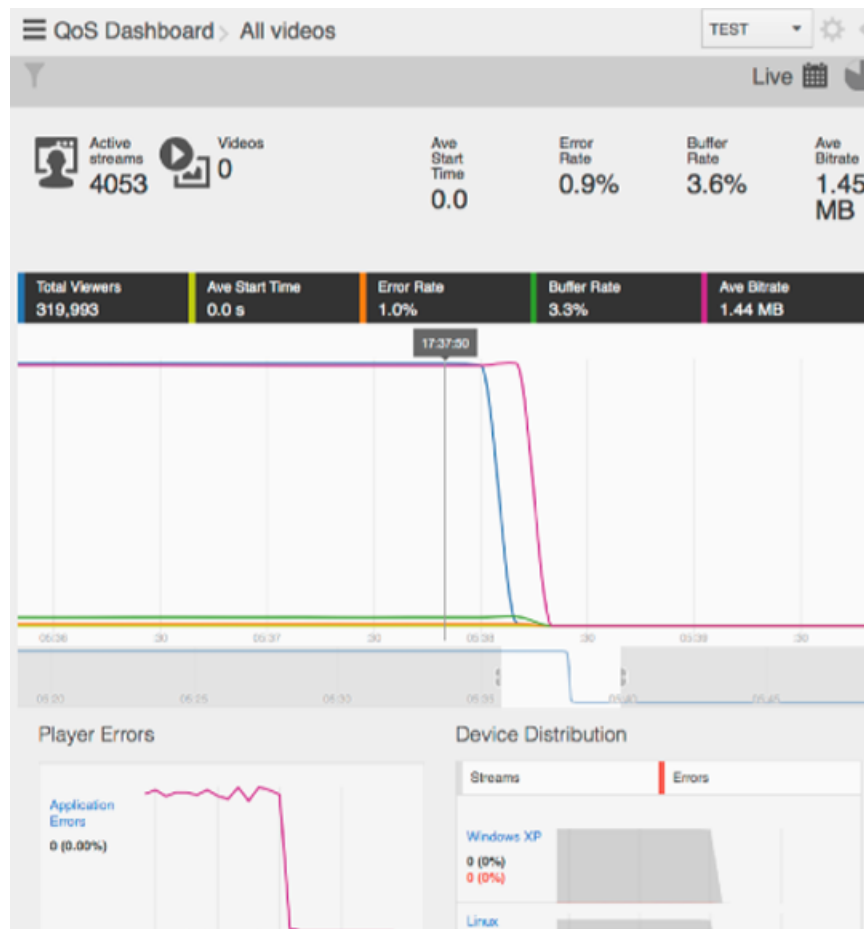 QoS Dashboard > All videos
TEST
Live
Active streams
4053
Videos
0
Ave Start Time
0.0
Error Rate
0.9%
Buffer Rate
3.6%
Ave Bitrate
1.45 MB
Total Viewers
319,993
Ave Start Time
0.0 s
Error Rate
1.0%
Buffer Rate
3.3%
Ave Bitrate
1.44 MB
17:37:50
05:36 :30 05:37 :30 05:38 :30 05:39 :30
05:20 05:25 05:30 05:35 05:40 05:45
Player Errors
Application Errors
0 (0.00%)
Device Distribution
Streams
Errors
Windows XP
0 (0%)
0 (0%)
Linux